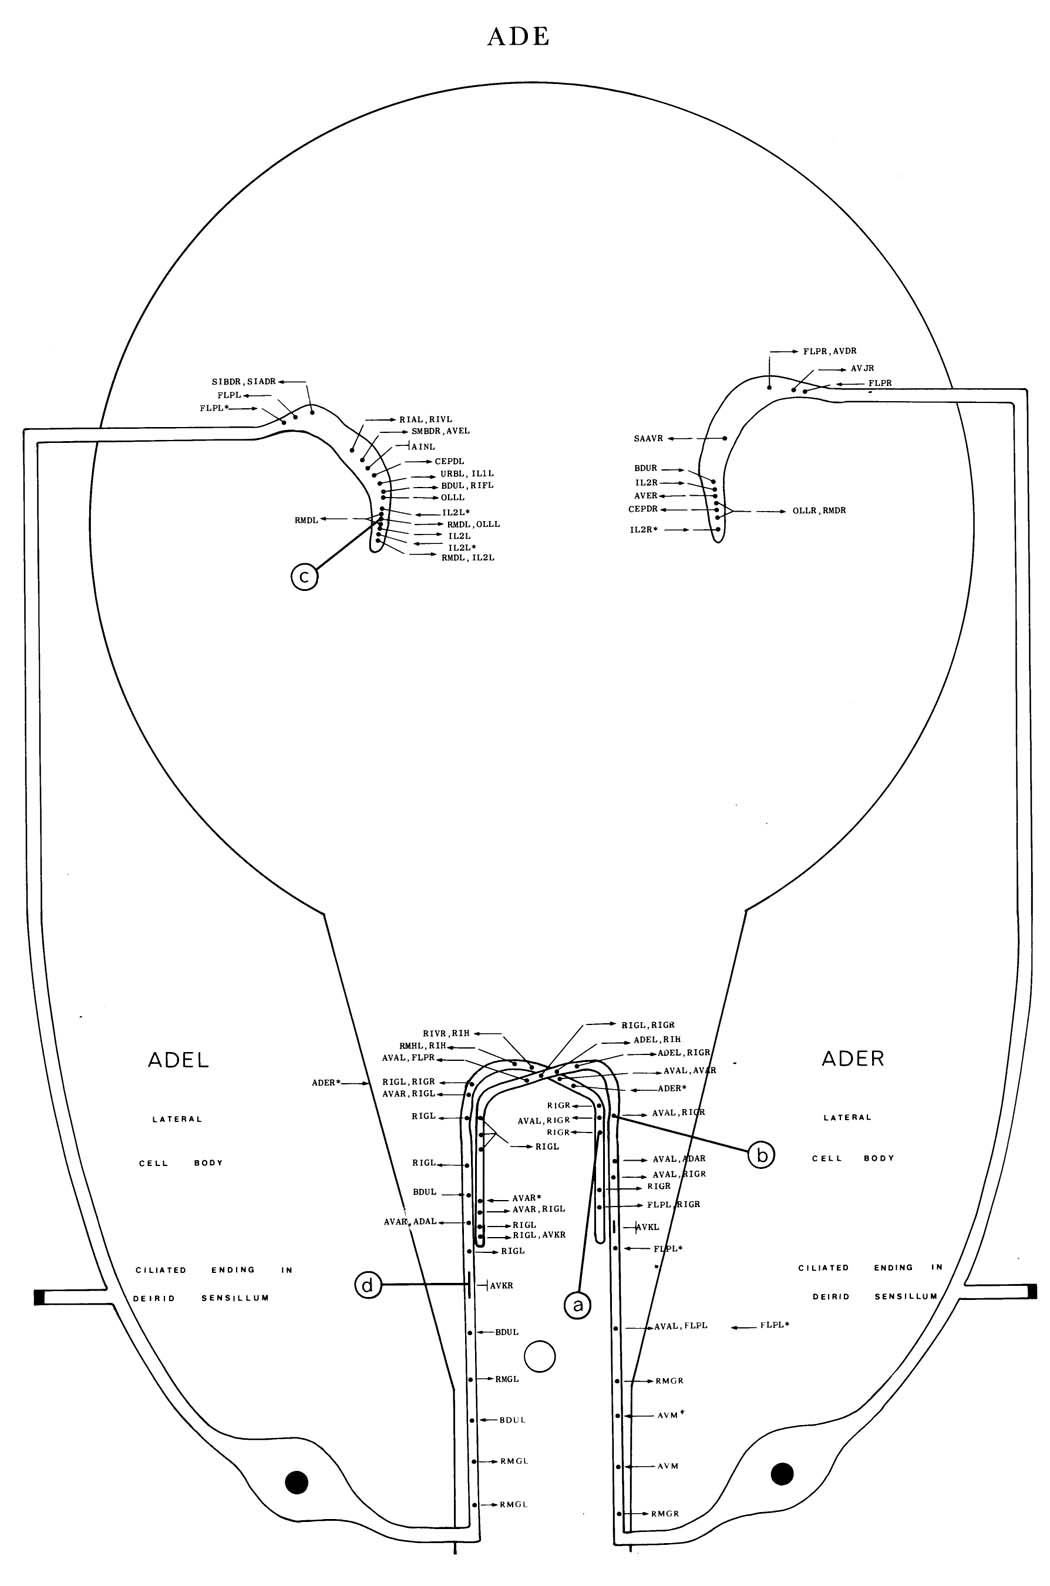 ADE
FLPR, AVDR
AVJR
FLPR
SIBDR, SIADR
FLPL
FLPL*
RIAL, RIVL
SMBDR, AVEL
AINL
CEPDL
URBL, IL1L
BDUL, RIFL
OLLL
IL2L*
RMDL
RMDL, OLLL
IL2L
IL2L*
RMDL, IL2L
SAAVR
BDUR
IL2R
AVER
CEPDR
OLLR, RMDR
IL2R*
c
RIGL, RIGR
RIVR, RIH
ADEL, RIH
RMHL, RIH
ADEL, RIGR
AVAL, FLPR
AVAL, AVAR
ADER*
RIGL, RIGR
ADER*
AVAR, RIGL
RIGR
RIGL
AVAL, RIGR
AVAL, RIGR
RIGR
RIGL
b
ADEL
ADER
LATERAL
LATERAL
CELL BODY
CELL BODY
RIGL
AVAL, ADAR
AVAL, RIGR
RIGR
BDUL
AVAR*
AVAR, RIGL
FLPL, RIGR
AVAR, ADAL
RIGL
RIGL, AVKR
AVKL
RIGL
FLPL*
CILIATED ENDING IN
DEIRID SENSILLUM
CILIATED ENDING IN
DEIRID SENSILLUM
d
AVKR
a
BDUL
AVAL, FLPL
FLPL*
RMGL
RMGR
BDUL
AVM*
RMGL
AVM
RMGL
RMGR